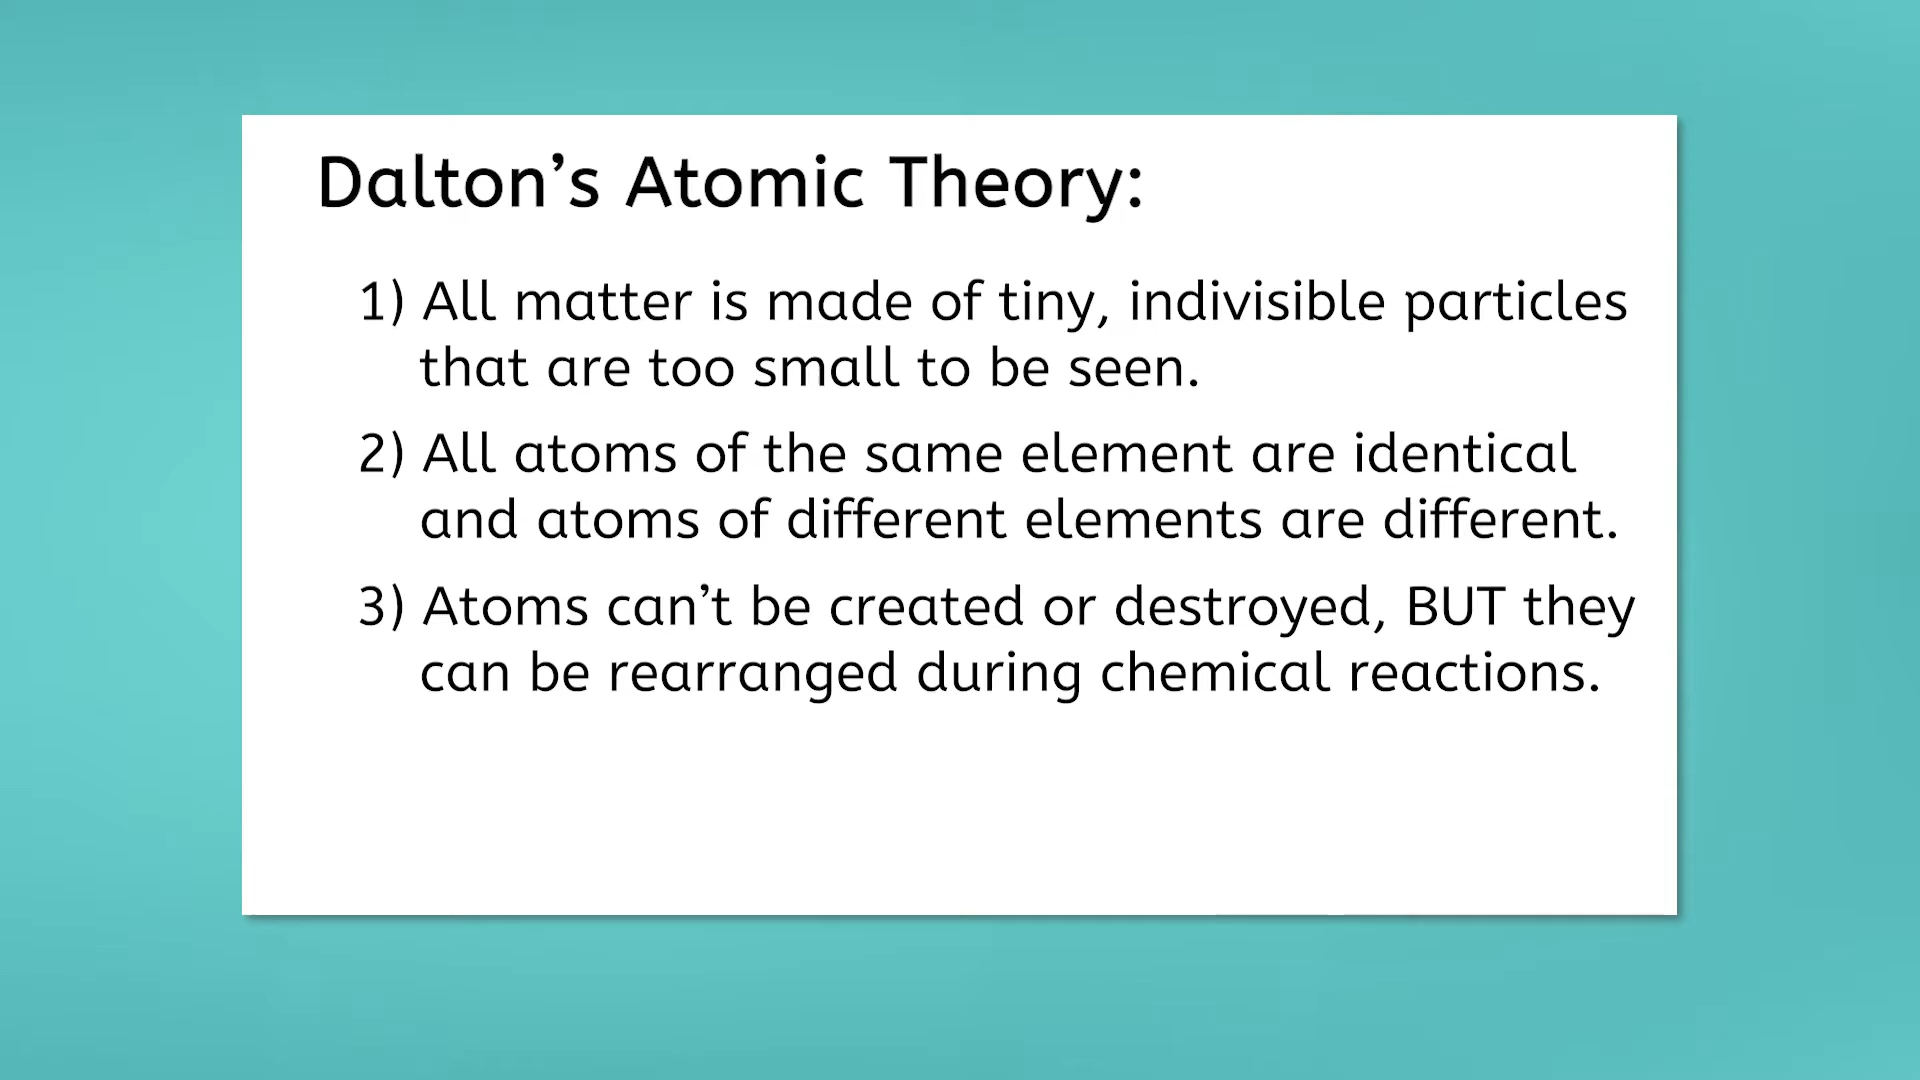 Dalton’s Atomic Theory:
1) All matter is made of tiny, indivisible particles
that are too small to be seen.
2) All atoms of the same element are identical
and atoms of different elements are different.
3) Atoms can’t be created or destroyed, BUT they
can be rearranged during chemical reactions.